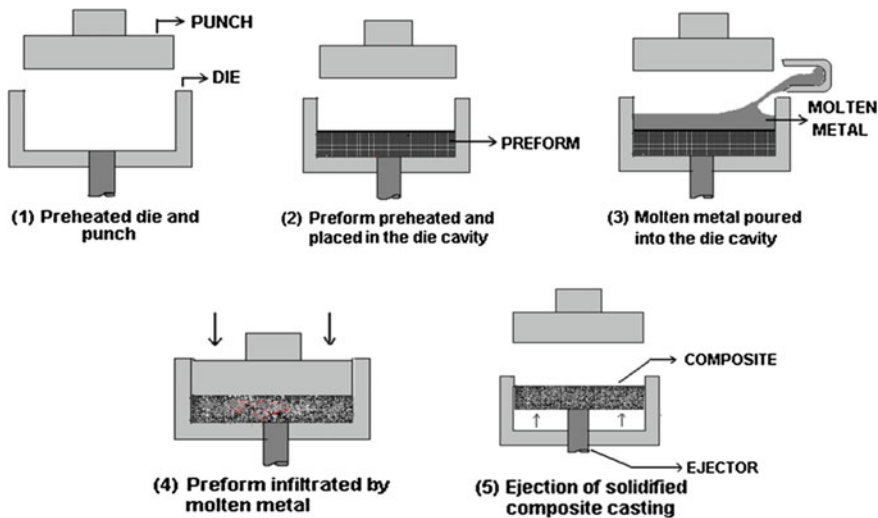 PUNCH
DIE
(1) Preheated die and
punch
PREFORM
(2) Preform preheated and
placed in the die cavity
MOLTEN
METAL
(3) Molten metal poured
into the die cavity
(4) Preform infiltrated by
molten metal
COMPOSITE
EJECTOR
(5) Ejection of solidified
composite casting